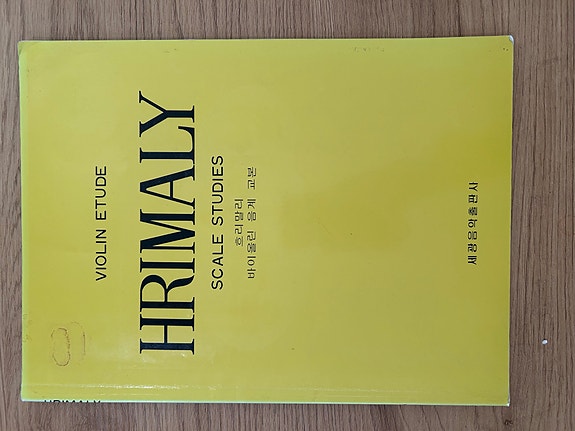 VIOLIN ETUDE
HRIMALY
SCALE STUDIES
흐리말리
바이올린 음계 교본
세광음악출판사
HRIMALY